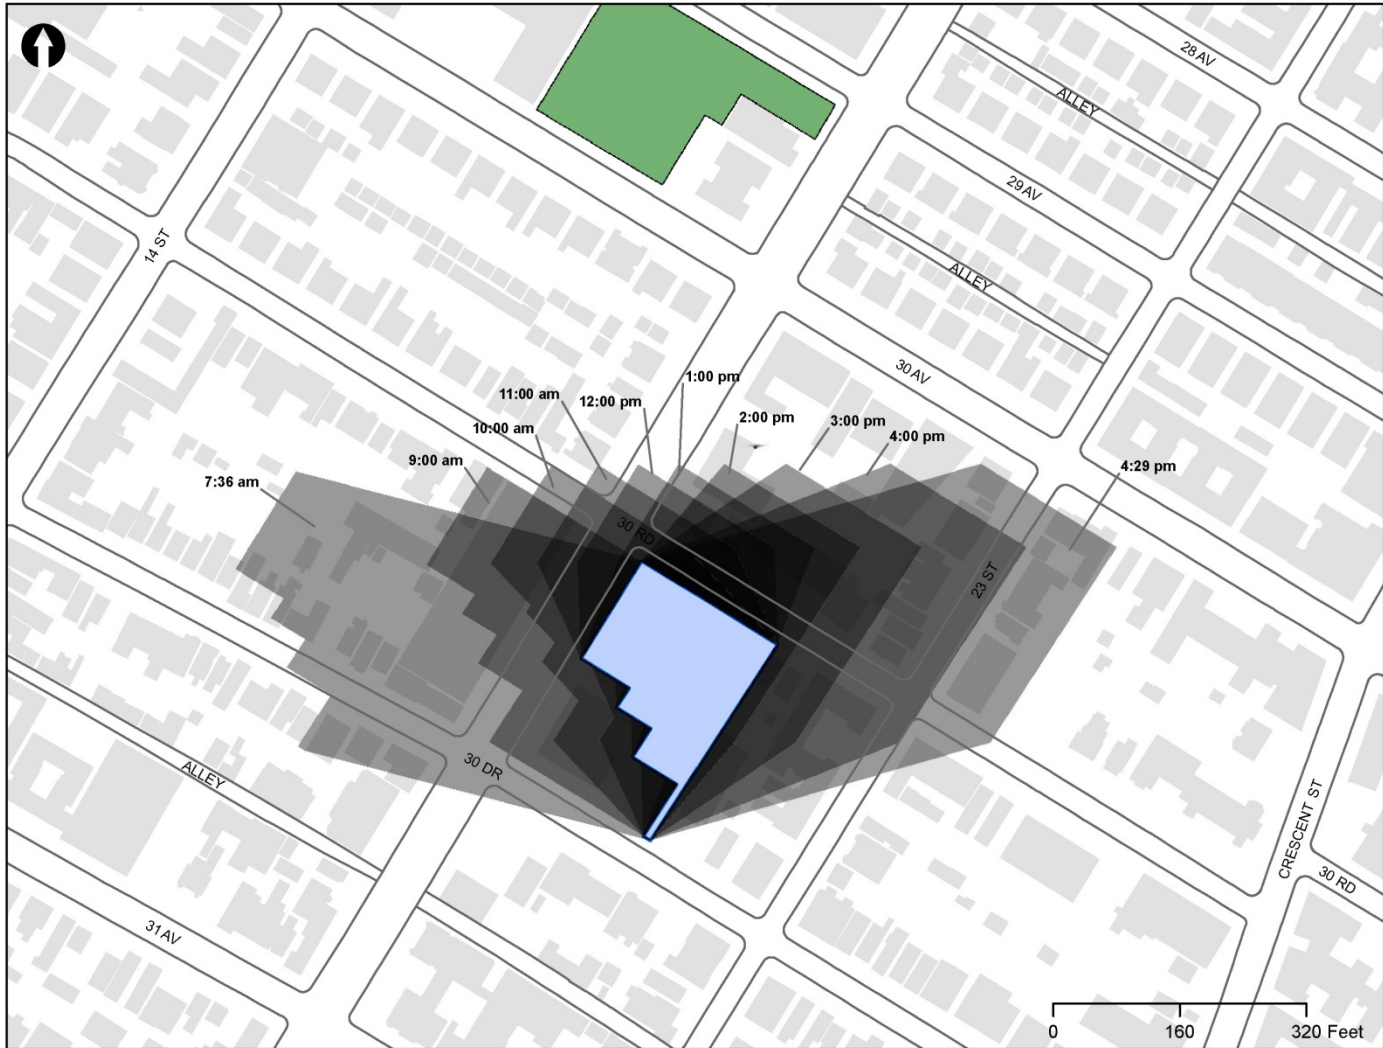 28 AV
ALLEY
29 AV
14 ST
ALLEY
30 AV
1:00 pm
11:00 am
12:00 pm
2:00 pm
3:00 pm
10:00 am
4:00 pm
9:00 am
4:29 pm
7:36 am
30 RD
23 ST
30 DR
ALLEY
CRESCENT ST
30 RD
31 AV
0 160 320 Feet